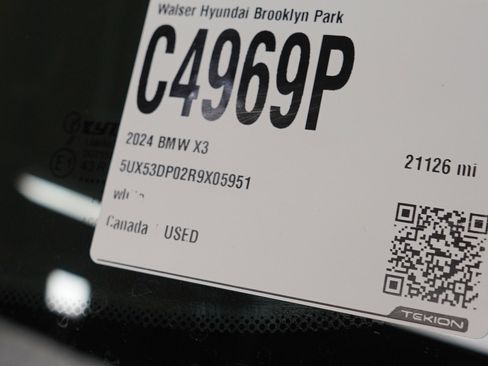 Walser Hyundai Brooklyn Park
C4969P
2024 BMW X3
5UX53DP02R9X05951
21126 mi
Canada USED
TEKION